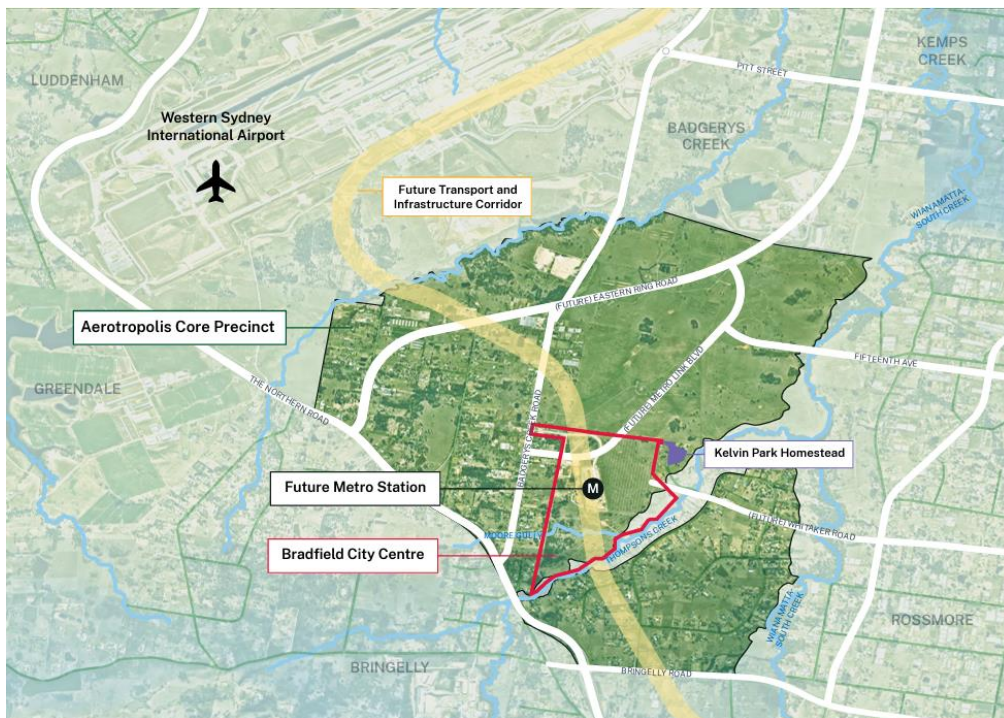 KEMPS
CREEK
PITT STREET
LUDDENHAM
Western Sydney
International Airport
BADGERYS
CREEK
Future Transport and
Infrastructure Corridor
WIANAMATTA-
SOUTH CREEK
(FUTURE) EASTERN RING ROAD
Aerotropolis Core Precinct
FIFTEENTH AVE
(FUTURE) METRO LINK BLVD
GREENDALE
THE NORTHERN ROAD
BADGERYS CREEK ROAD
Kelvin Park Homestead
Future Metro Station
M
(FUTURE) WHITAKER ROAD
MOORE GULLY
THOMPSONS CREEK
Bradfield City Centre
WIANAMATTA-
SOUTH CREEK
ROSSMORE
BRINGELLY
BRINGELLY ROAD